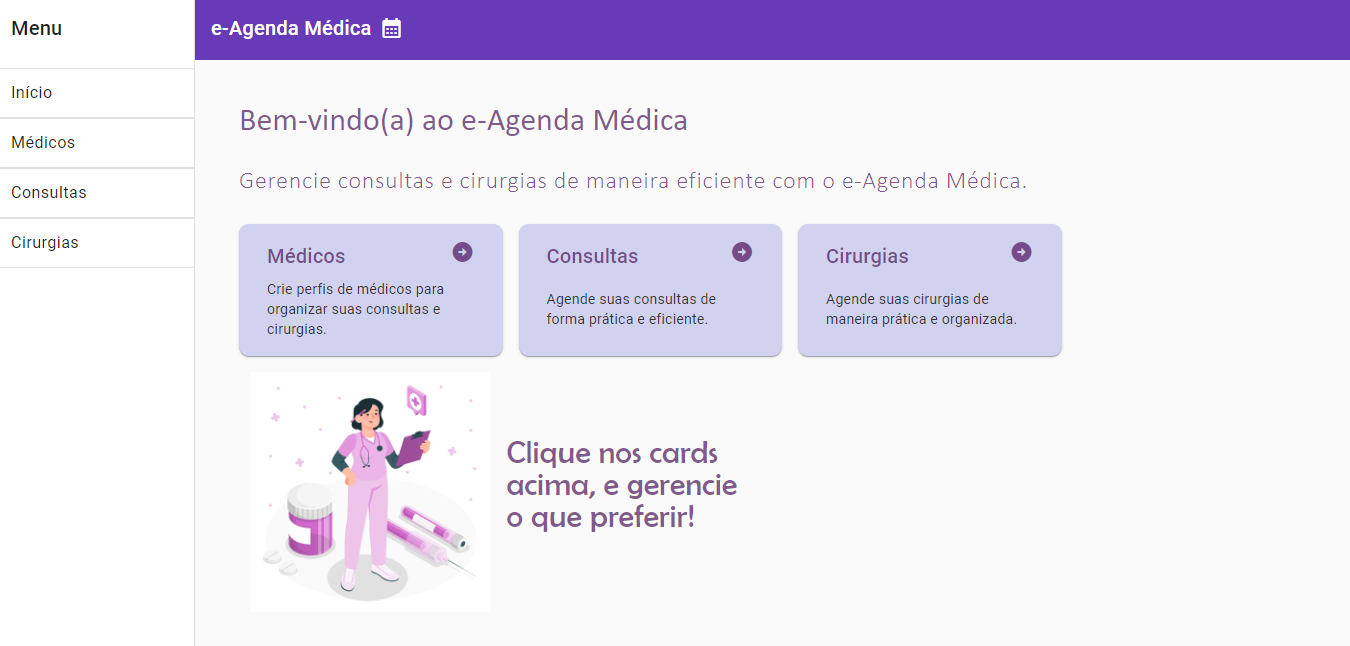 Menu
e-Agenda Médica
Início
Médicos
Consultas
Cirurgias
Bem-vindo(a) ao e-Agenda Médica
Gerencie consultas e cirurgias de maneira eficiente com o e-Agenda Médica.
Médicos
Crie perfis de médicos para
organizar suas consultas e
cirurgias.
Consultas
Agende suas consultas de
forma prática e eficiente.
Cirurgias
Agende suas cirurgias de
maneira prática e organizada.
Clique nos cards
acima, e gerencie
o que preferir!